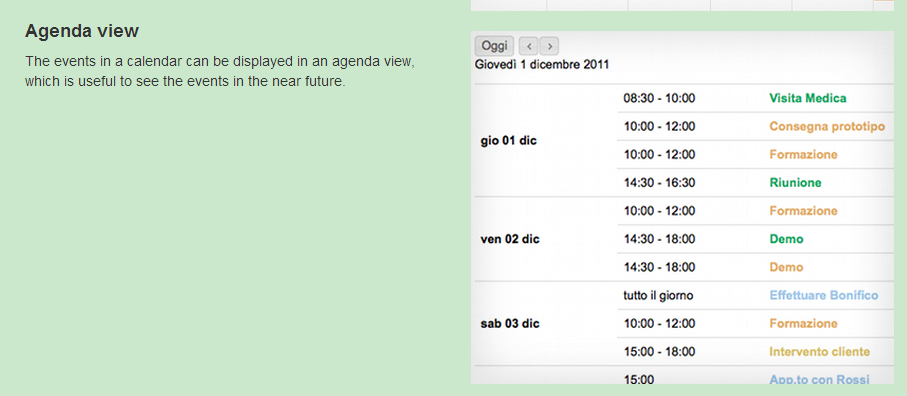 Agenda view
The events in a calendar can be displayed in an agenda view,
which is useful to see the events in the near future.
Oggi < >
Giovedì 1 dicembre 2011
gio 01 dic
08:30 - 10:00 Visita Medica
10:00 - 12:00 Consegna prototipo
10:00 - 12:00 Formazione
14:30 - 16:30 Riunione
ven 02 dic
10:00 - 12:00 Formazione
14:30 - 18:00 Demo
14:30 - 18:00 Demo
sab 03 dic
tutto il giorno Effettuare Bonifico
10:00 - 12:00 Formazione
15:00 - 18:00 Intervento cliente
15:00 App.to con Rossi